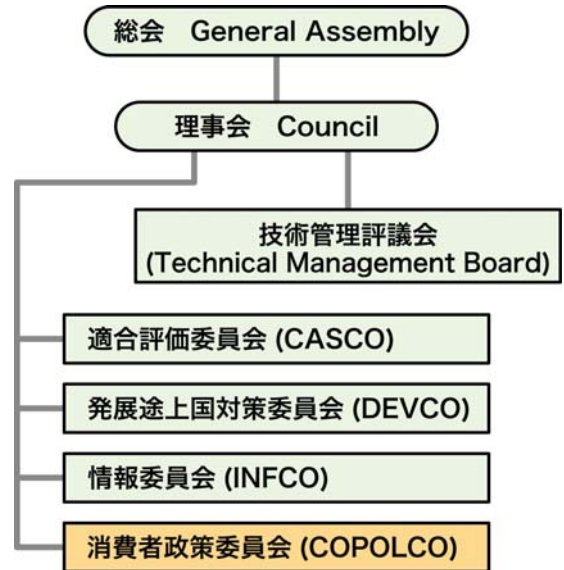 総会 General Assembly
理事会 Council
技術管理評議会
(Technical Management Board)
適合評価委員会 (CASCO)
発展途上国対策委員会 (DEVCO)
情報委員会 (INFCO)
消費者政策委員会 (COPOLCO)